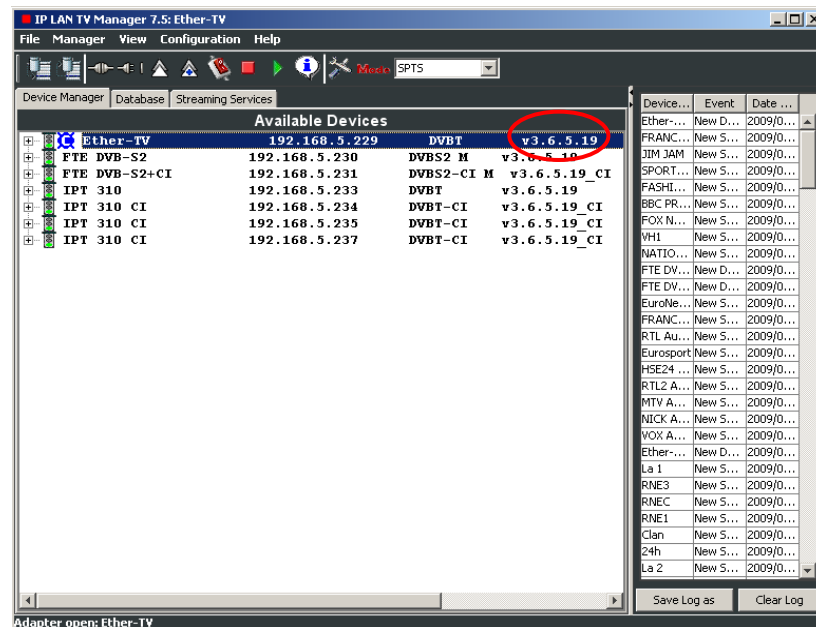 IP LAN TV Manager 7.5: Ether-TV
File Manager View Configuration Help
Mode SPTS
Device Manager Database Streaming Services
Available Devices
Ether-TV 192.168.5.229 DVBT v3.6.5.19
FTE DVB-S2 192.168.5.230 DVBS2 M v3.6.5.19
FTE DVB-S2+CI 192.168.5.231 DVBS2-CI M v3.6.5.19_CI
IPT 310 192.168.5.233 DVBT v3.6.5.19
IPT 310 CI 192.168.5.234 DVBT-CI v3.6.5.19_CI
IPT 310 CI 192.168.5.235 DVBT-CI v3.6.5.19_CI
IPT 310 CI 192.168.5.237 DVBT-CI v3.6.5.19_CI
Device... Event Date ...
Ether-... New D... 2009/0...
FRANC... New S... 2009/0...
JIM JAM New S... 2009/0...
SPORT... New S... 2009/0...
FASHI... New S... 2009/0...
BBC PR... New S... 2009/0...
FOX N... New S... 2009/0...
VH1 New S... 2009/0...
NATIO... New S... 2009/0...
FTE DV... New D... 2009/0...
FTE DV... New D... 2009/0...
EuroNe... New S... 2009/0...
FRANC... New S... 2009/0...
RTL Au... New S... 2009/0...
Eurosport New S... 2009/0...
HSE24 ... New S... 2009/0...
RTL2 A... New S... 2009/0...
MTV A... New S... 2009/0...
NICK A... New S... 2009/0...
VOX A... New S... 2009/0...
Ether-... New D... 2009/0...
La 1 New S... 2009/0...
RNE3 New S... 2009/0...
RNEC New S... 2009/0...
RNE1 New S... 2009/0...
Clan New S... 2009/0...
24h New S... 2009/0...
La 2 New S... 2009/0...
Save Log as Clear Log
Adapter open: Ether-TV